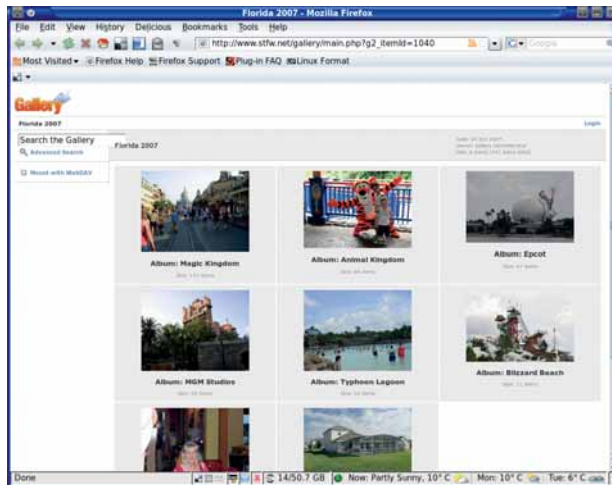 Florida 2007 - Mozilla Firefox
File Edit View History Delicious Bookmarks Tools Help
http://www.stfw.net/gallery/main.php?g2_itemId=1040
Google
Most Visited Firefox Help Firefox Support Plug-in FAQ Linux Format
Gallery
Florida 2007 Login
Search the Gallery
Advanced Search
Mount with WebDAV
Florida 2007
Album: Magic Kingdom
Album: Animal Kingdom
Album: Epcot
Album: MGM Studios
Album: Typhoon Lagoon
Album: Blizzard Beach
Done 14/50.7 GB Now: Partly Sunny, 10° C Mon: 10° C Tue: 6° C